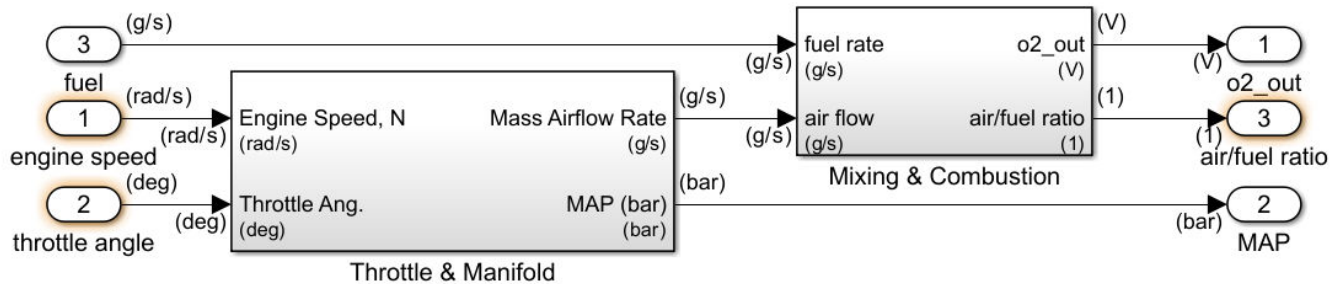 (g/s)
3
fuel
(g/s)
fuel rate
(g/s)
o2_out
(V)
(V)
(V)
1
o2_out
(rad/s)
1
engine speed
(rad/s)
Engine Speed, N
(rad/s)
Mass Airflow Rate
(g/s)
(g/s)
(g/s)
air flow
(g/s)
air/fuel ratio
(1)
(1)
(1)
3
air/fuel ratio
Mixing & Combustion
(deg)
2
throttle angle
(deg)
Throttle Ang.
(deg)
MAP (bar)
(bar)
(bar)
(bar)
2
MAP
Throttle & Manifold